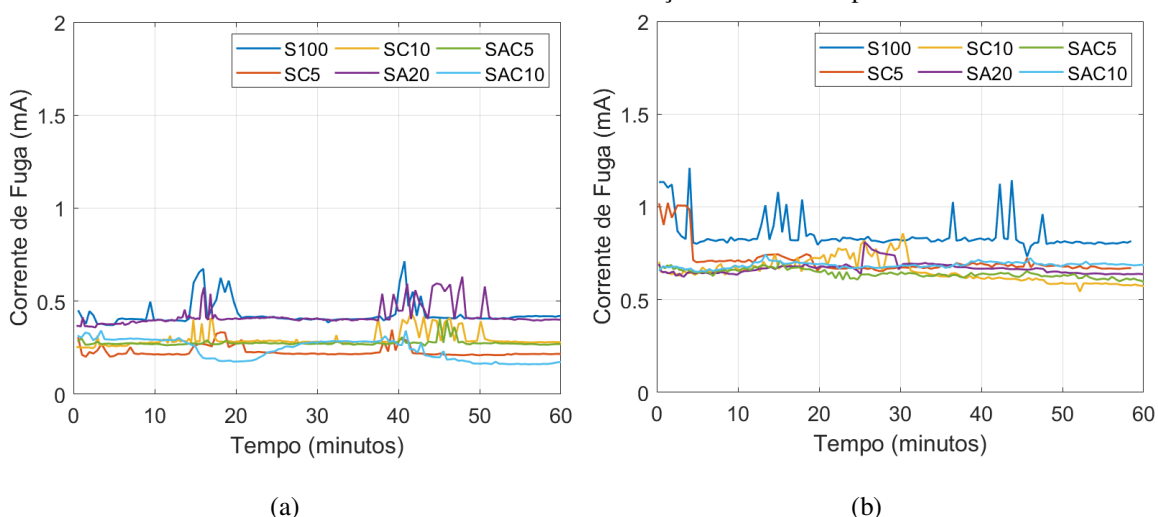 2
1.5
1
0.5
0
Corrente de Fuga (mA)
S100 SC10 SAC5
SC5 SA20 SAC10
0 10 20 30 40 50 60
Tempo (minutos)
(a)
2
1.5
1
0.5
0
Corrente de Fuga (mA)
S100 SC10 SAC5
SC5 SA20 SAC10
0 10 20 30 40 50 60
Tempo (minutos)
(b)